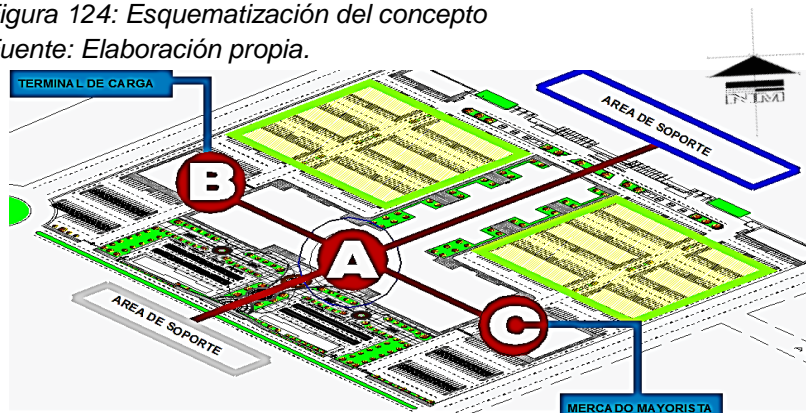 Figura 124: Esquematización del concepto
Fuente: Elaboración propia.
TERMINAL DE CARGA
AREA DE SOPORTE
B
A
C
AREA DE SOPORTE
MERCADO MAYORISTA